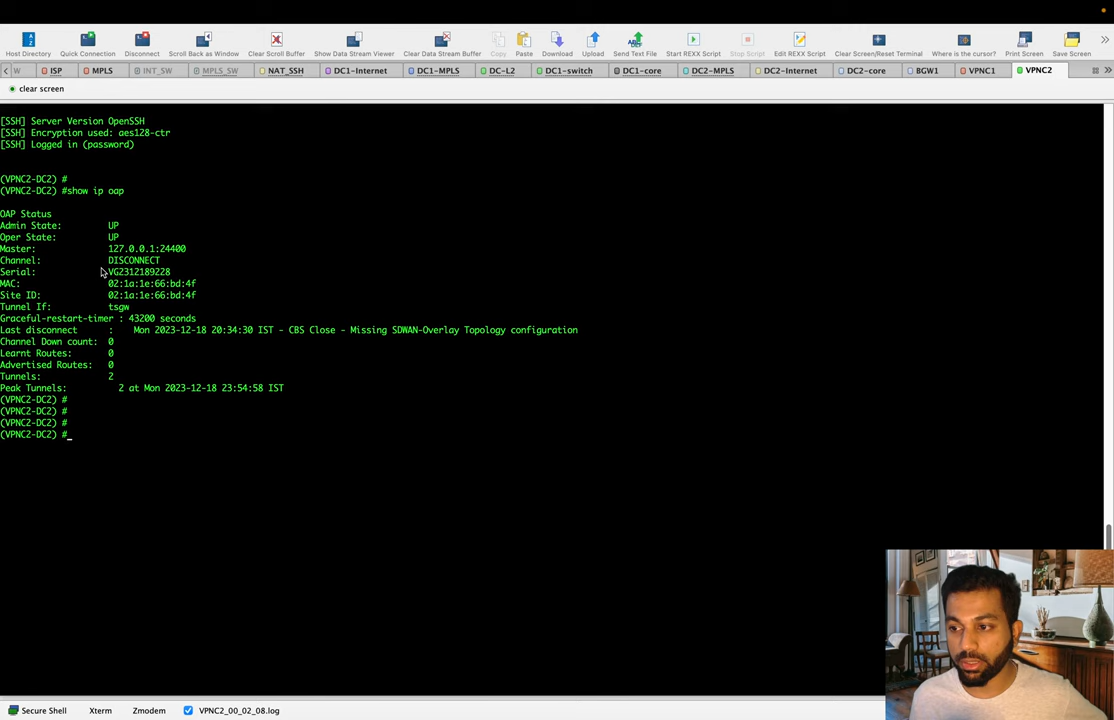 Host Directory Quick Connection Disconnect Scroll Back as Window Clear Scroll Buffer Show Data Stream Viewer Clear Data Stream Buffer Copy Paste Download Upload Send Text File Start REXX Script Stop Script Edit REXX Script Clear Screen/Reset Terminal Where is the cursor? Print Screen Save Screen
W ISP MPLS INT_SW MPLS_SW NAT_SSH DC1-Internet DC1-MPLS DC-L2 DC1-switch DC1-core DC2-MPLS DC2-Internet DC2-core BGW1 VPNC1 VPNC2
clear screen
[SSH] Server Version OpenSSH
[SSH] Encryption used: aes128-ctr
[SSH] Logged in (password)
(VPNC2-DC2) #
(VPNC2-DC2) #show ip oap
OAP Status
Admin State: UP
Oper State: UP
Master: 127.0.0.1:24400
Channel: DISCONNECT
Serial: VG2312189228
MAC: 02:1a:1e:66:bd:4f
Site ID: 02:1a:1e:66:bd:4f
Tunnel If: tsgw
Graceful-restart-timer : 43200 seconds
Last disconnect : Mon 2023-12-18 20:34:30 IST - CBS Close - Missing SDWAN-Overlay Topology configuration
Channel Down count: 0
Learnt Routes: 0
Advertised Routes: 0
Tunnels: 2
Peak Tunnels: 2 at Mon 2023-12-18 23:54:58 IST
(VPNC2-DC2) #
(VPNC2-DC2) #
(VPNC2-DC2) #
(VPNC2-DC2) #_
Secure Shell Xterm Zmodem VPNC2_00_02_08.log